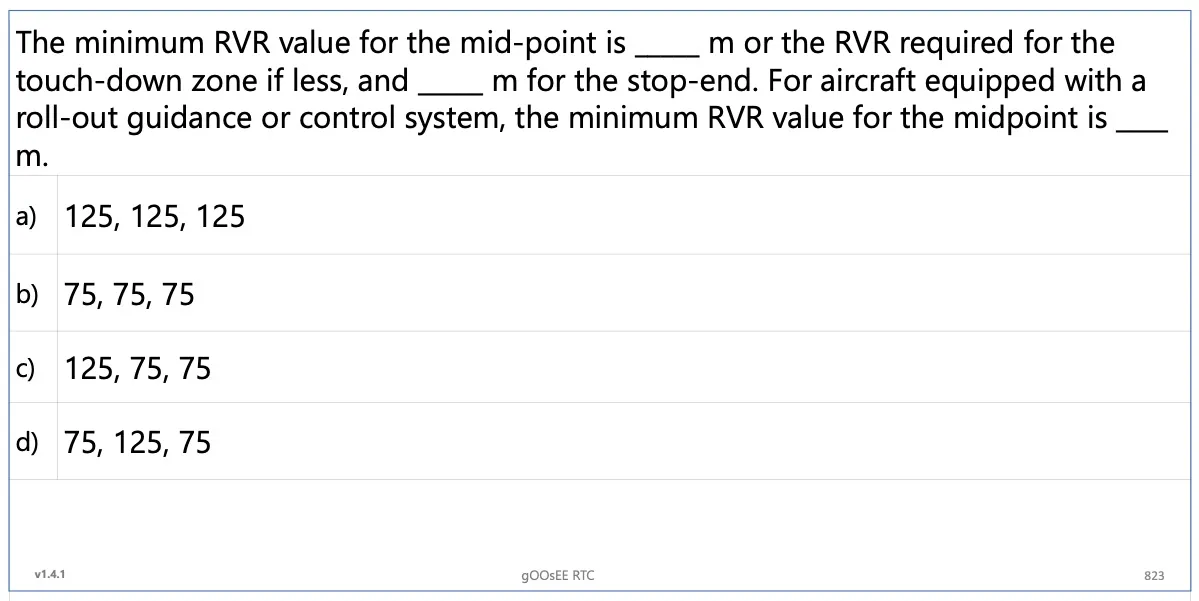 The minimum RVR value for the mid-point is _____ m or the RVR required for the
touch-down zone if less, and _____ m for the stop-end. For aircraft equipped with a
roll-out guidance or control system, the minimum RVR value for the midpoint is ____
m.
a) 125, 125, 125
b) 75, 75, 75
c) 125, 75, 75
d) 75, 125, 75
v1.4.1 gOOsEE RTC 823